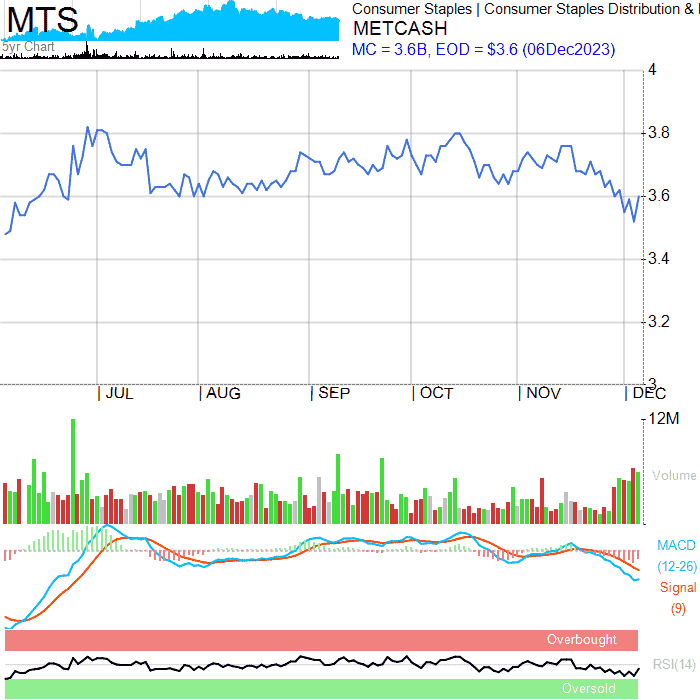 MTS
5yr Chart
Consumer Staples | Consumer Staples Distribution &
METCASH
MC = 3.6B, EOD = $3.6 (06Dec2023)
4
3.8
3.6
3.4
3.2
3
| JUL | AUG | SEP | OCT | NOV | DEC
12M
Volume
MACD
(12-26)
Signal
(9)
Overbought
RSI(14)
Oversold